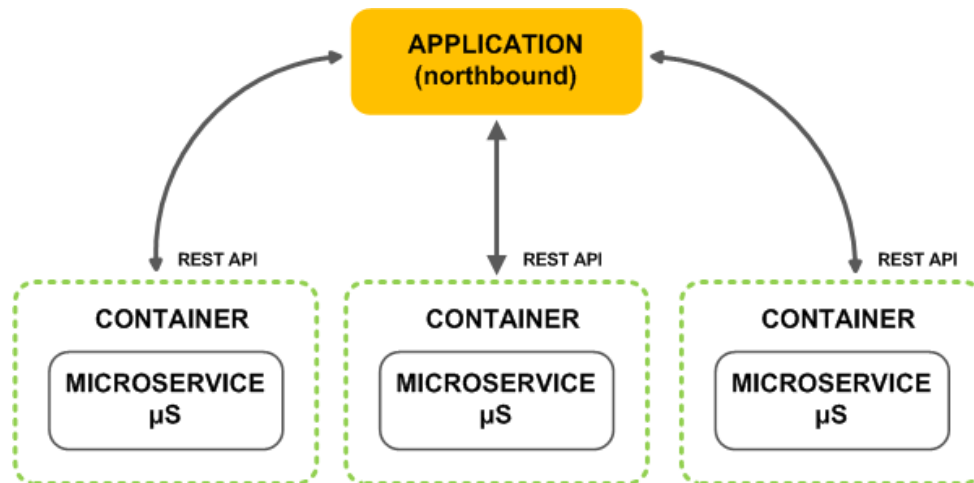 APPLICATION
(northbound)
REST API
REST API
REST API
CONTAINER
CONTAINER
CONTAINER
MICROSERVICE
µS
MICROSERVICE
µS
MICROSERVICE
µS